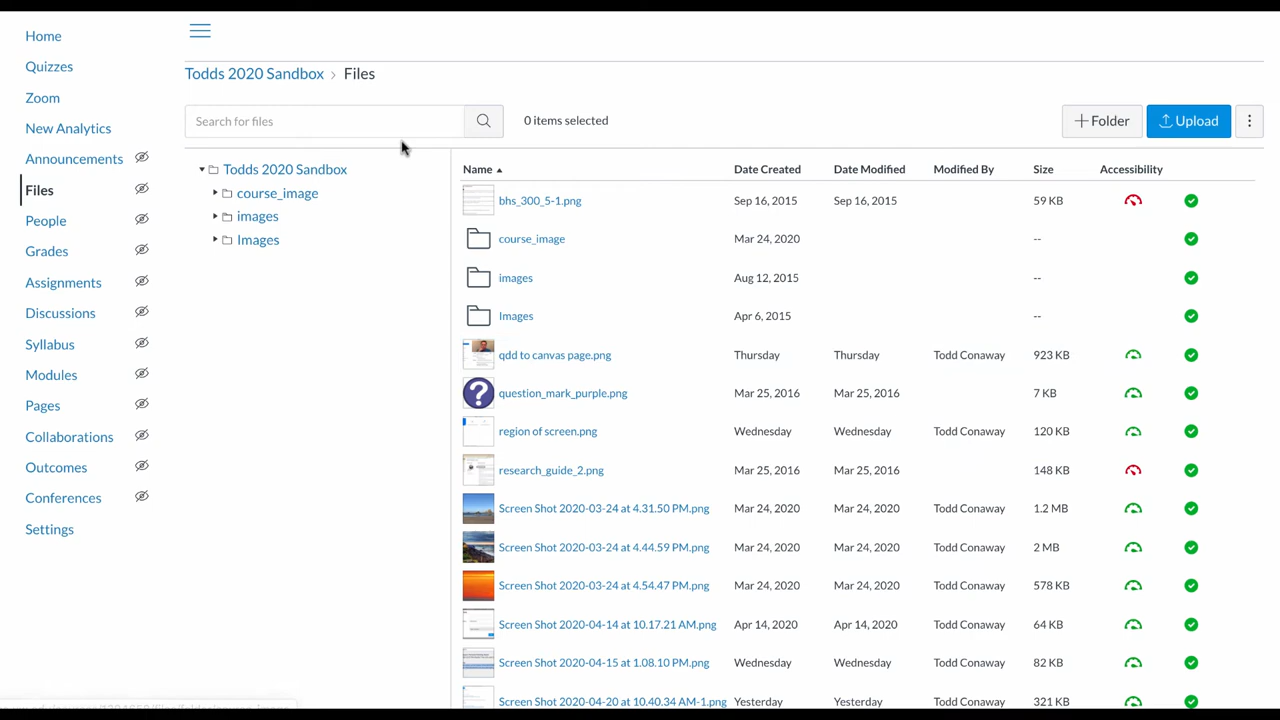 Home
Quizzes
Zoom
New Analytics
Announcements
Files
People
Grades
Assignments
Discussions
Syllabus
Modules
Pages
Collaborations
Outcomes
Conferences
Settings
Todds 2020 Sandbox › Files
Search for files
0 items selected
+ Folder
Upload
Todds 2020 Sandbox
course_image
images
Images
Name Date Created Date Modified Modified By Size Accessibility
bhs_300_5-1.png Sep 16, 2015 Sep 16, 2015 59 KB
course_image Mar 24, 2020 --
images Aug 12, 2015 --
Images Apr 6, 2015 --
qdd to canvas page.png Thursday Thursday Todd Conaway 923 KB
question_mark_purple.png Mar 25, 2016 Mar 25, 2016 7 KB
region of screen.png Wednesday Wednesday Todd Conaway 120 KB
research_guide_2.png Mar 25, 2016 Mar 25, 2016 148 KB
Screen Shot 2020-03-24 at 4.31.50 PM.png Mar 24, 2020 Mar 24, 2020 Todd Conaway 1.2 MB
Screen Shot 2020-03-24 at 4.44.59 PM.png Mar 24, 2020 Mar 24, 2020 Todd Conaway 2 MB
Screen Shot 2020-03-24 at 4.54.47 PM.png Mar 24, 2020 Mar 24, 2020 Todd Conaway 578 KB
Screen Shot 2020-04-14 at 10.17.21 AM.png Apr 14, 2020 Apr 14, 2020 Todd Conaway 64 KB
Screen Shot 2020-04-15 at 1.08.10 PM.png Wednesday Wednesday Todd Conaway 82 KB
Screen Shot 2020-04-20 at 10.40.34 AM-1.png Yesterday Yesterday Todd Conaway 321 KB